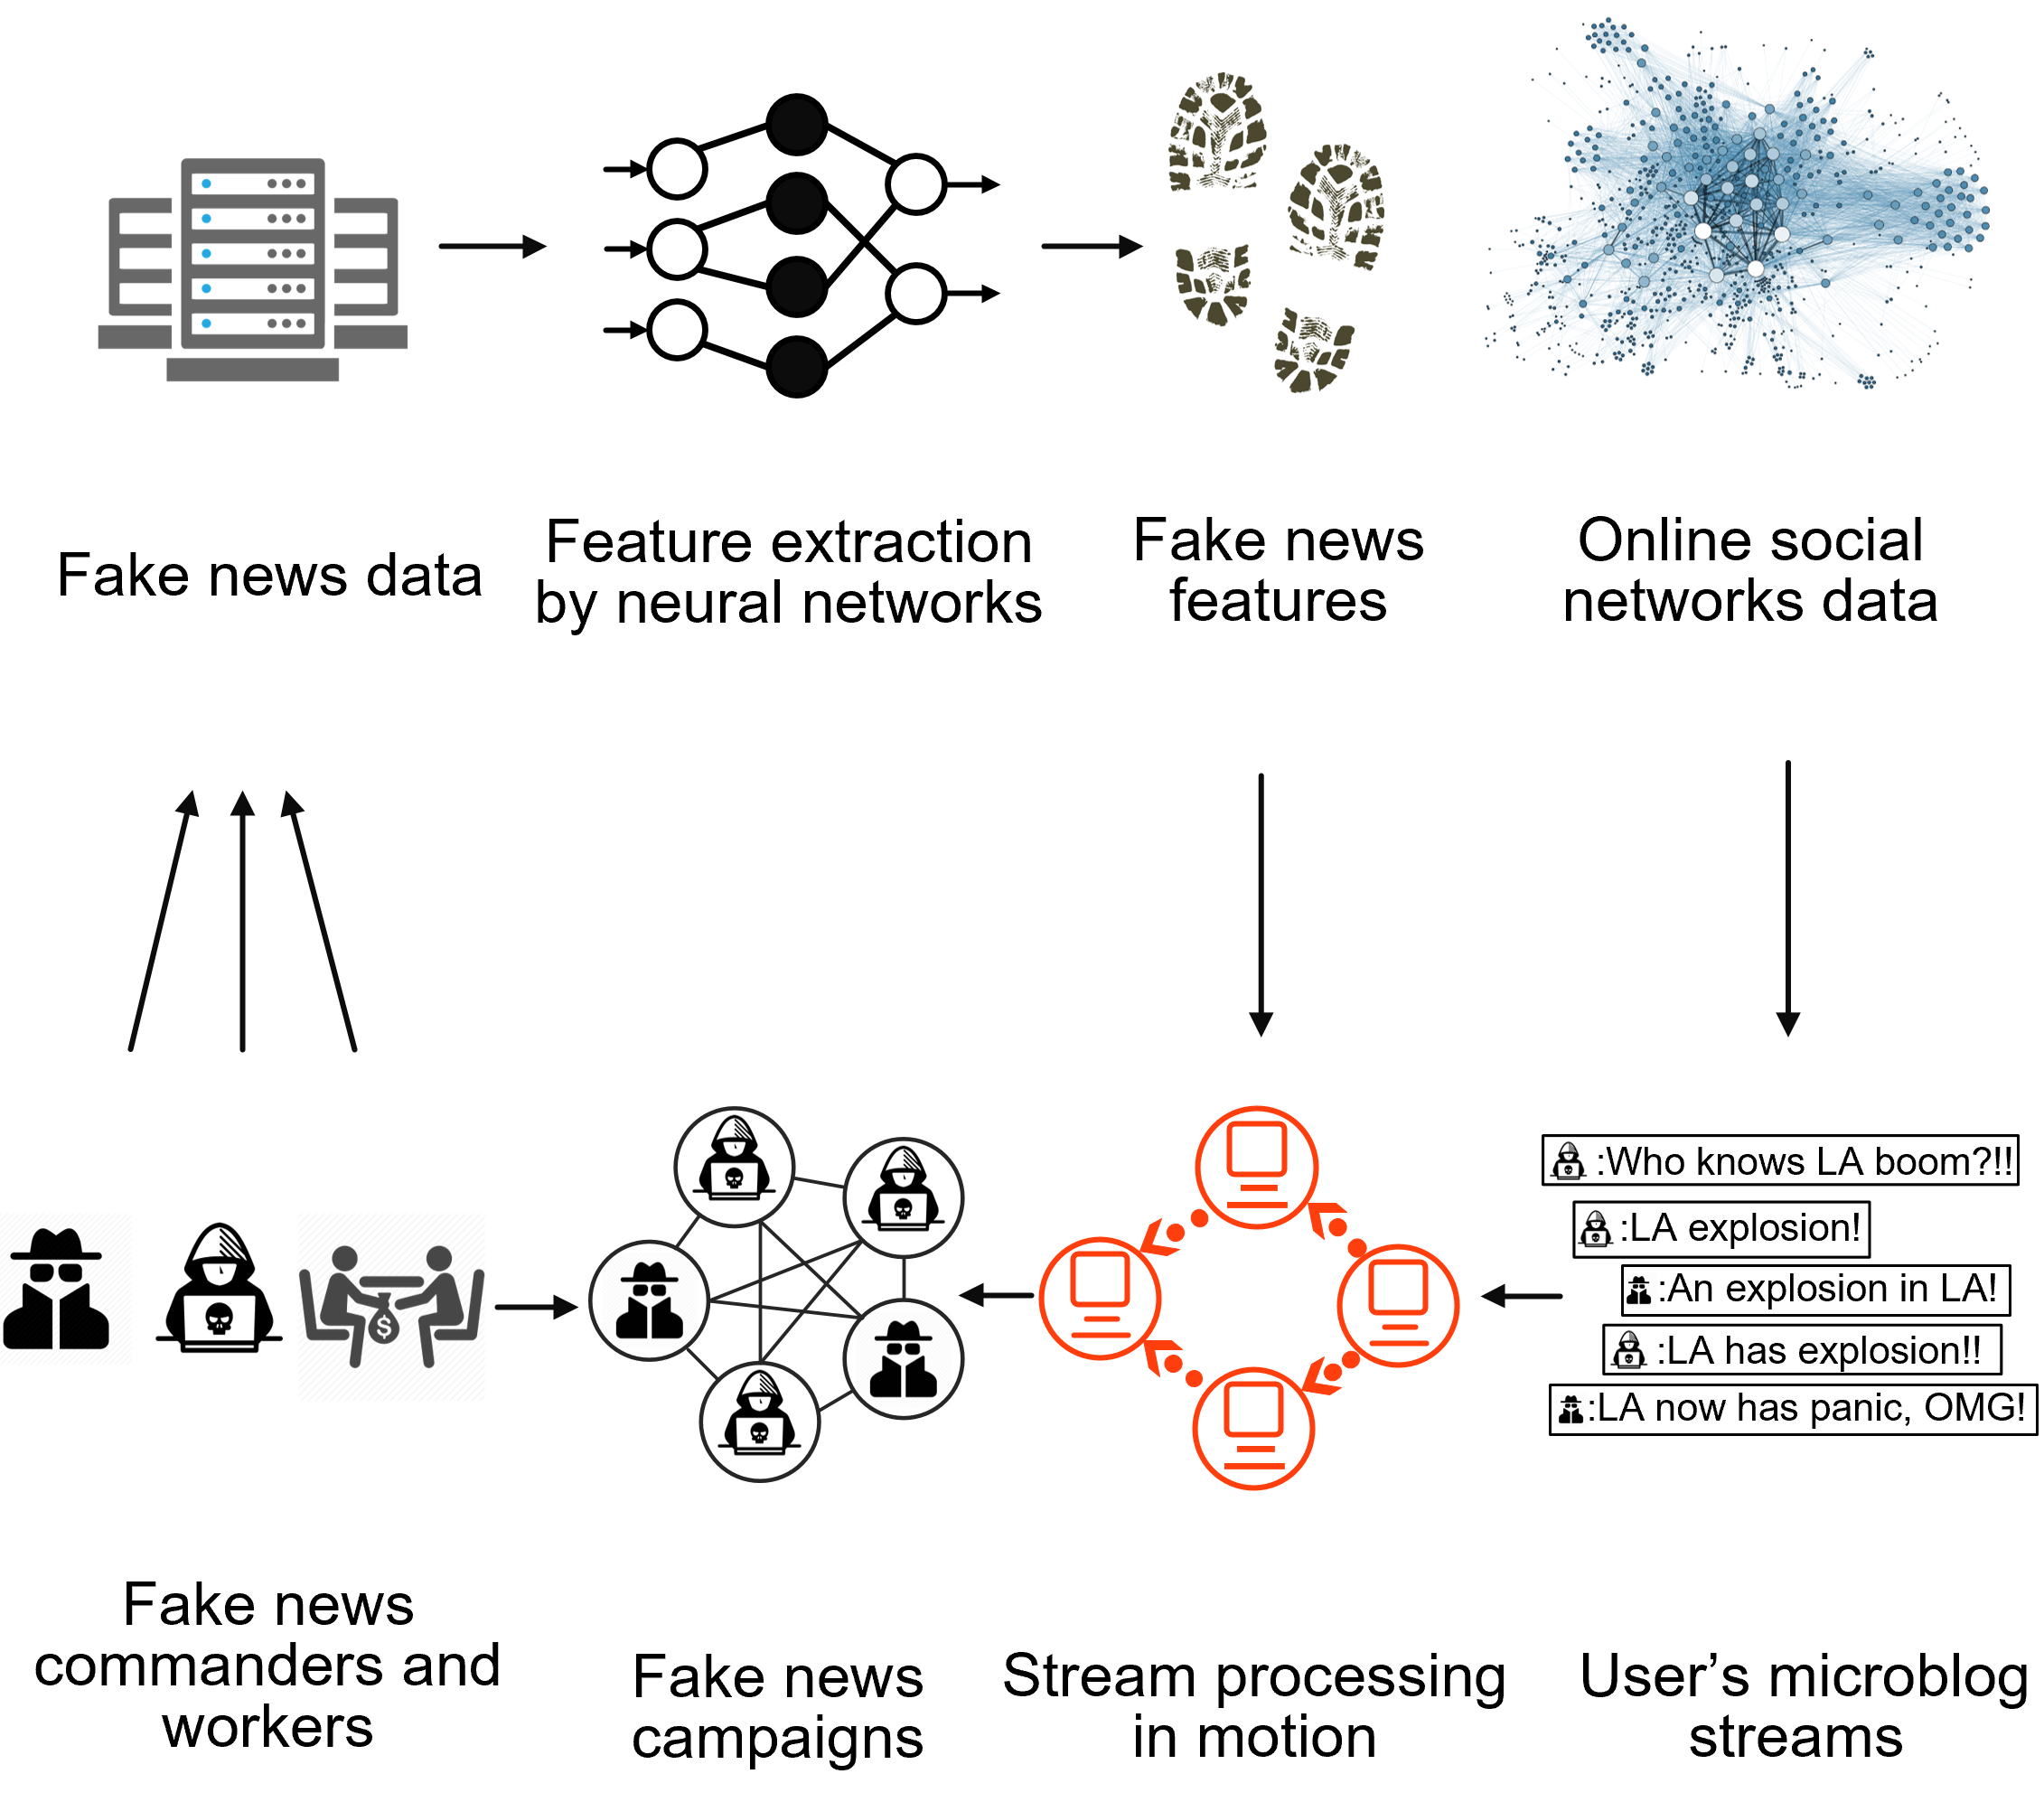 Fake news data
Feature extraction
by neural networks
Fake news
features
Online social
networks data
:Who knows LA boom?!!
:LA explosion!
:An explosion in LA!
:LA has explosion!!
:LA now has panic, OMG!
$
Fake news
commanders and
workers
Fake news
campaigns
Stream processing
in motion
User’s microblog
streams